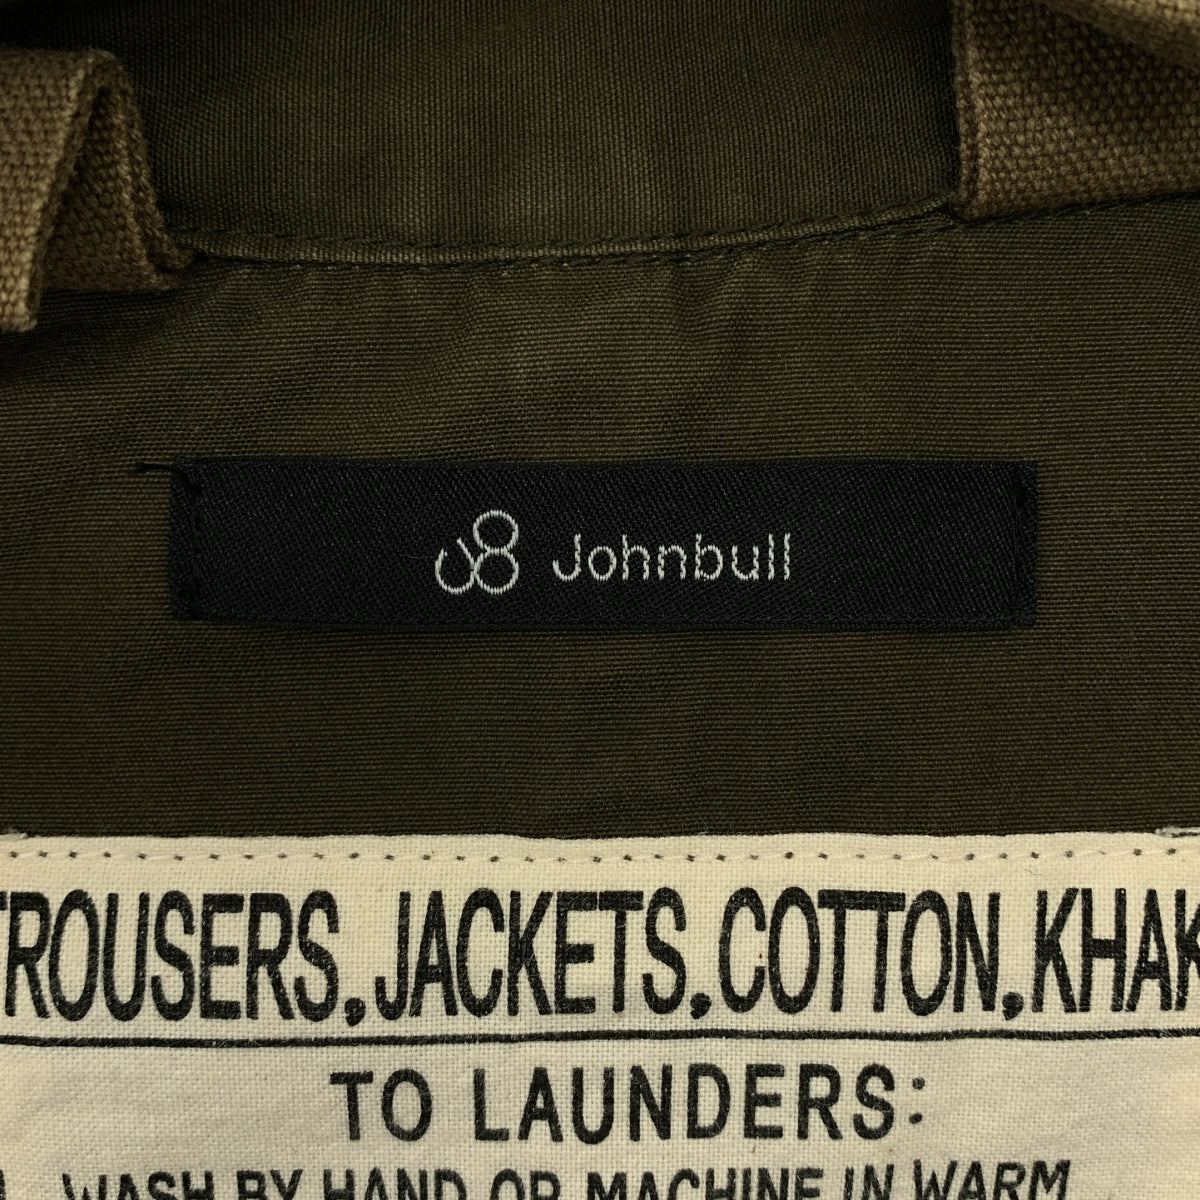 Johnbull
TROUSERS, JACKETS, COTTON, KHAK
TO LAUNDERS:
WASH BY HAND OR MACHINE IN WARM